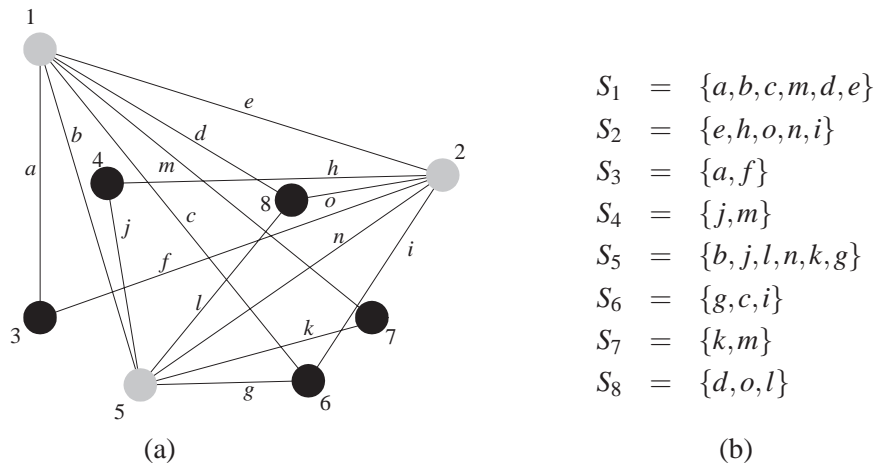 1
e
2
b
d
4
m
h
a
8
o
j
c
n
i
f
l
3
k
7
5
g
6
(a)
S₁ = {a,b,c,m,d,e}
S₂ = {e,h,o,n,i}
S₃ = {a, f}
S₄ = {j,m}
S₅ = {b, j,l,n,k,g}
S₆ = {g,c,i}
S₇ = {k,m}
S₈ = {d,o,l}
(b)